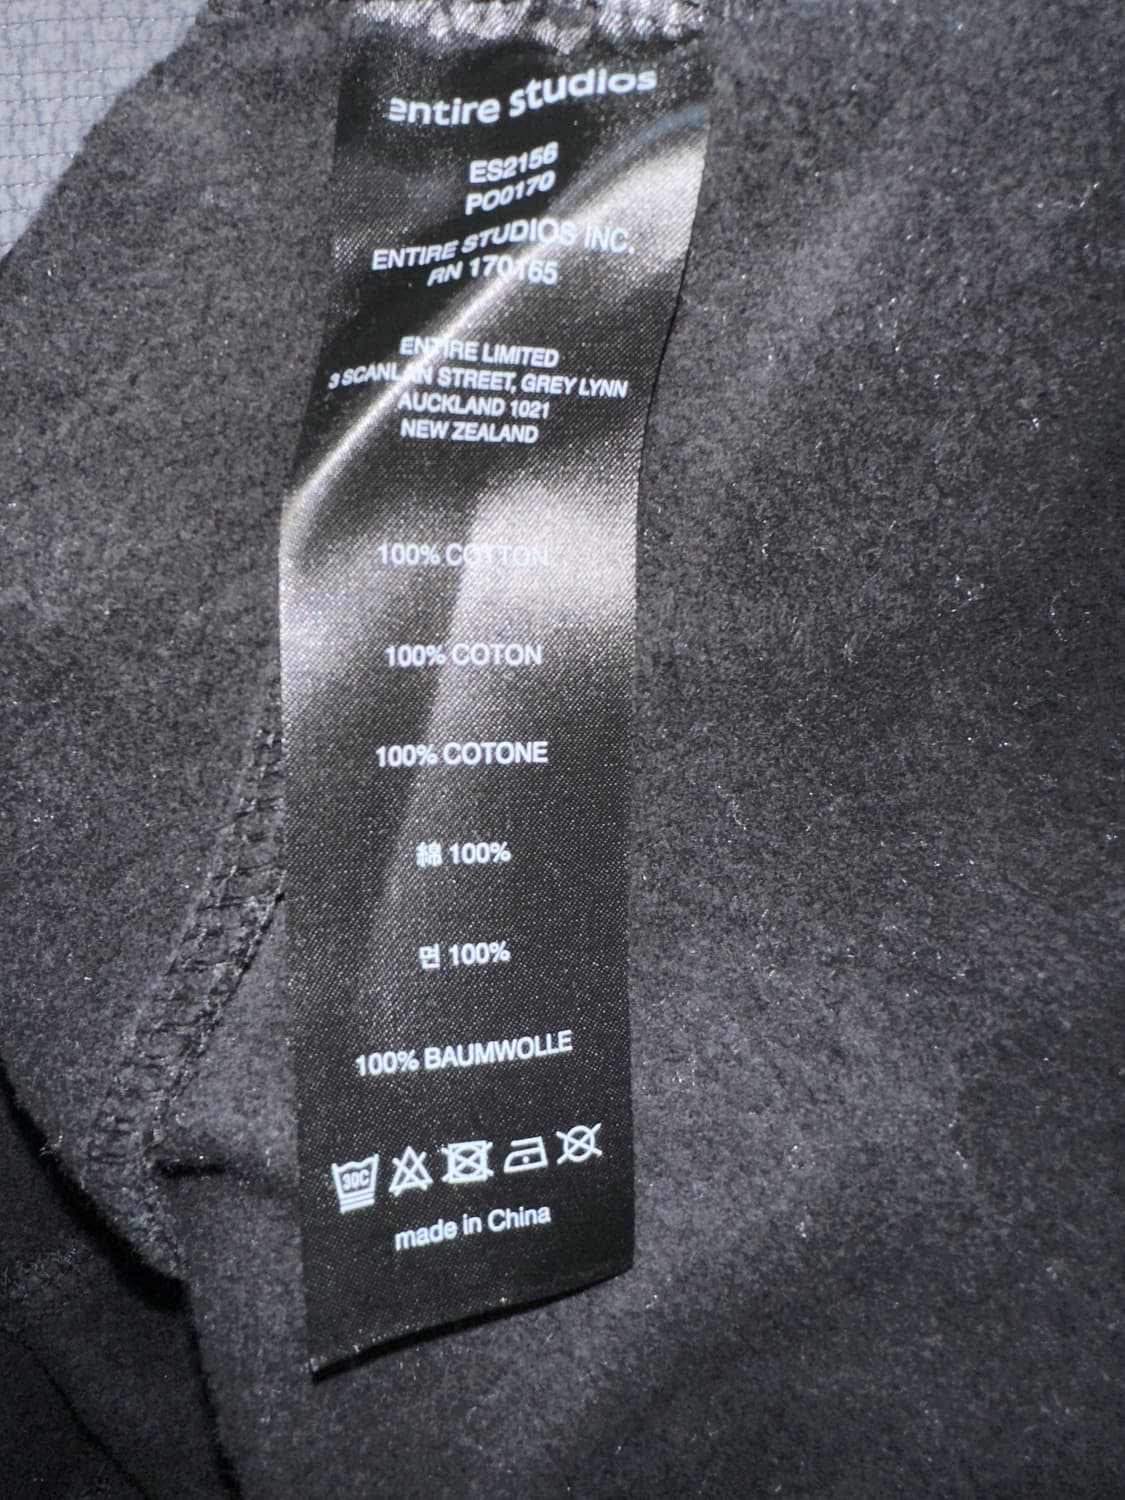 entire studios
ES2156
PO0170
ENTIRE STUDIOS INC.
RN 170165
ENTIRE LIMITED
3 SCANLAN STREET, GREY LYNN
AUCKLAND 1021
NEW ZEALAND
100% COTTON
100% COTON
100% COTONE
綿 100%
면 100%
100% BAUMWOLLE
30C
made in China